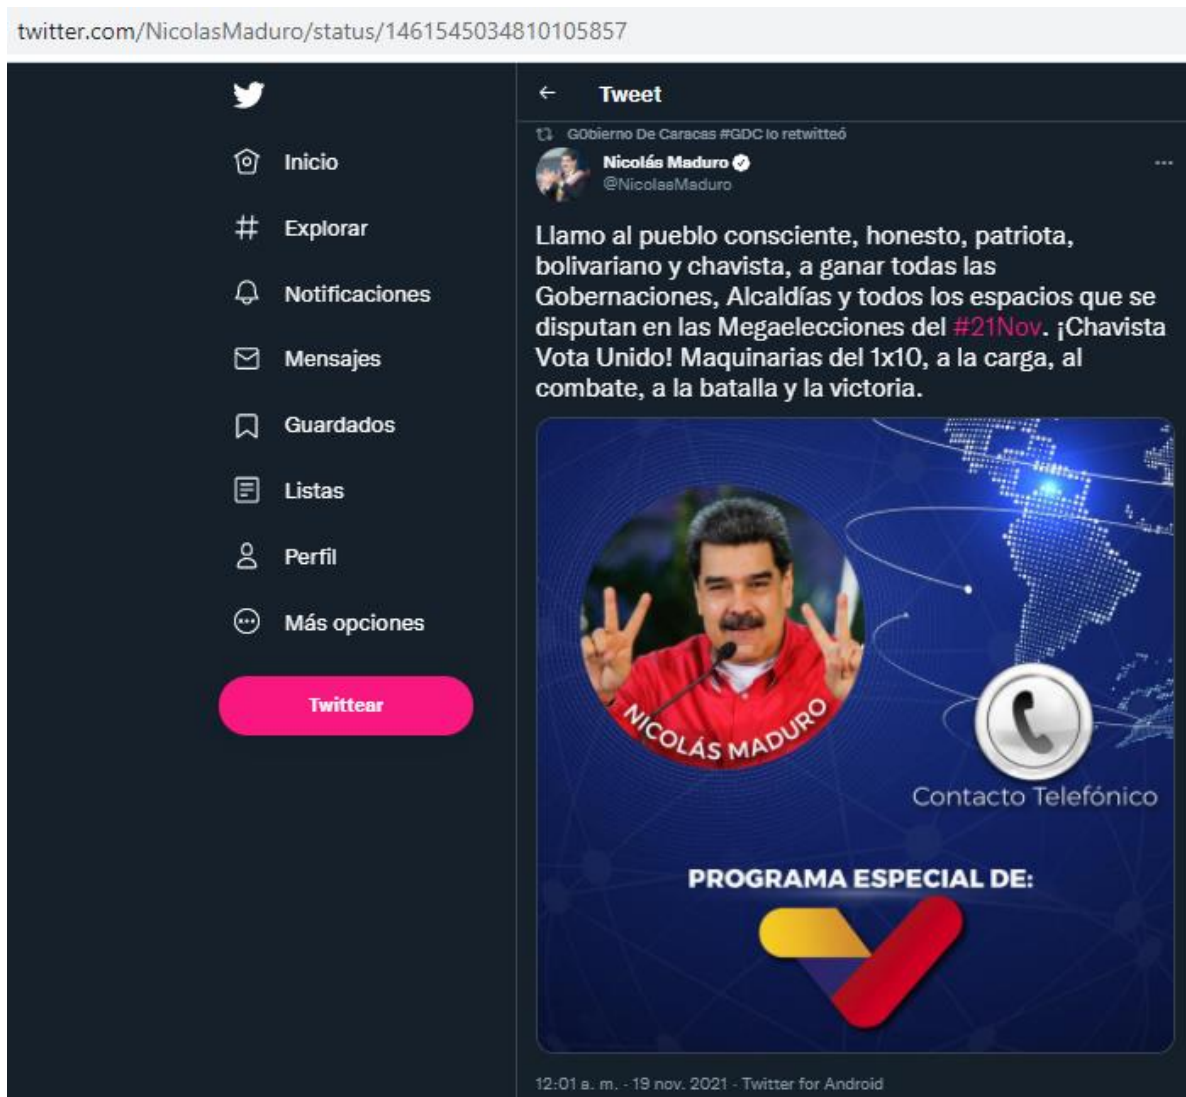 twitter.com/NicolasMaduro/status/1461545034810105857
Inicio
Explorar
Notificaciones
Mensajes
Guardados
Listas
Perfil
Más opciones
Twittear
Tweet
GObierno De Caracas #GDC lo retwitteó
Nicolás Maduro
@NicolasMaduro
Llamo al pueblo consciente, honesto, patriota,
bolivariano y chavista, a ganar todas las
Gobernaciones, Alcaldías y todos los espacios que se
disputan en las Megaelecciones del #21Nov. ¡Chavista
Vota Unido! Maquinarias del 1x10, a la carga, al
combate, a la batalla y la victoria.
NICOLÁS MADURO
Contacto Telefónico
PROGRAMA ESPECIAL DE:
12:01 a. m. · 19 nov. 2021 · Twitter for Android